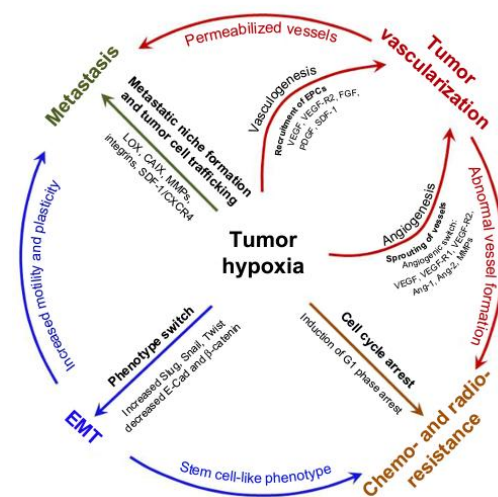 Permeabilized vessels
Tumor
vascularization
Metastasis
Metastatic niche formation
and tumor cell trafficking
LOX, CAIX, MMPs,
integrins, SDF-1/CXCR4
Vasculogenesis
Recruitment of EPCs
VEGF, VEGF-R2, FGF,
PDGF, SDF-1
Angiogenesis
Sprouting of vessels
Angiogenic switch:
VEGF, VEGF-R1, VEGF-R2,
Ang-1, Ang-2, MMPs
Abnormal vessel formation
Tumor
hypoxia
Increased motility and plasticity
Phenotype switch
Increased Slug, Snail, Twist
decreased E-Cad and β-catenin
Cell cycle arrest
Induction of G1 phase arrest
EMT
Stem cell-like phenotype
Chemo- and radio-
resistance